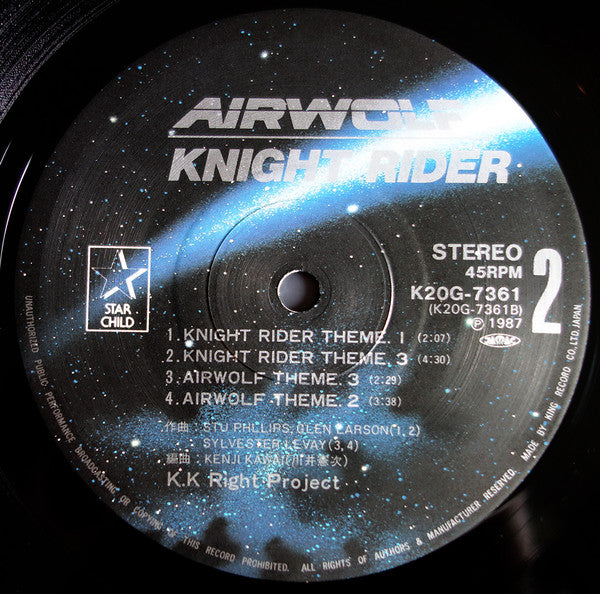 AIRWOLF
KNIGHT RIDER
STAR
CHILD
STEREO
45RPM
2
K20G-7361
(K20G-7361B)
Ⓟ 1987
1. KNIGHT RIDER THEME. 1 (2:07)
2. KNIGHT RIDER THEME. 3 (4:30)
3. AIRWOLF THEME. 3 (2:29)
4. AIRWOLF THEME. 2 (3:38)
作曲：STU PHLLIPS, GLEN LARSON(1,2)
SYLVESTER LEVAY(3,4)
編曲：KENJI KAWAI(川井憲次)
K.K Right Project
UNAUTHORIZED PUBLIC PERFORMANCE BROADCASTING OR COPYING OF THIS RECORD PROHIBITED. ALL RIGHTS OF AUTHORS & MANUFACTURER RESERVED. MADE BY KING RECORD CO., LTD. JAPAN